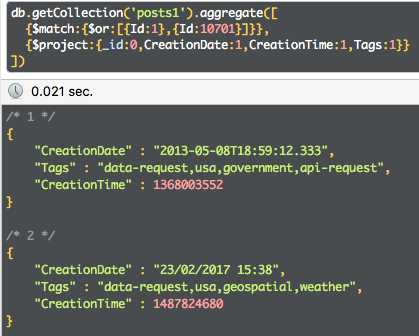 db.getCollection('posts1').aggregate([
{$match:{$or:[{Id:1},{Id:10701}]}},
{$project:{_id:0,CreationDate:1,CreationTime:1,Tags:1}}
])
0.021 sec.
/* 1 */
{
"CreationDate" : "2013-05-08T18:59:12.333",
"Tags" : "data-request,usa,government,api-request",
"CreationTime" : 1368003552
}
/* 2 */
{
"CreationDate" : "23/02/2017 15:38",
"Tags" : "data-request,usa,geospatial,weather",
"CreationTime" : 1487824680
}